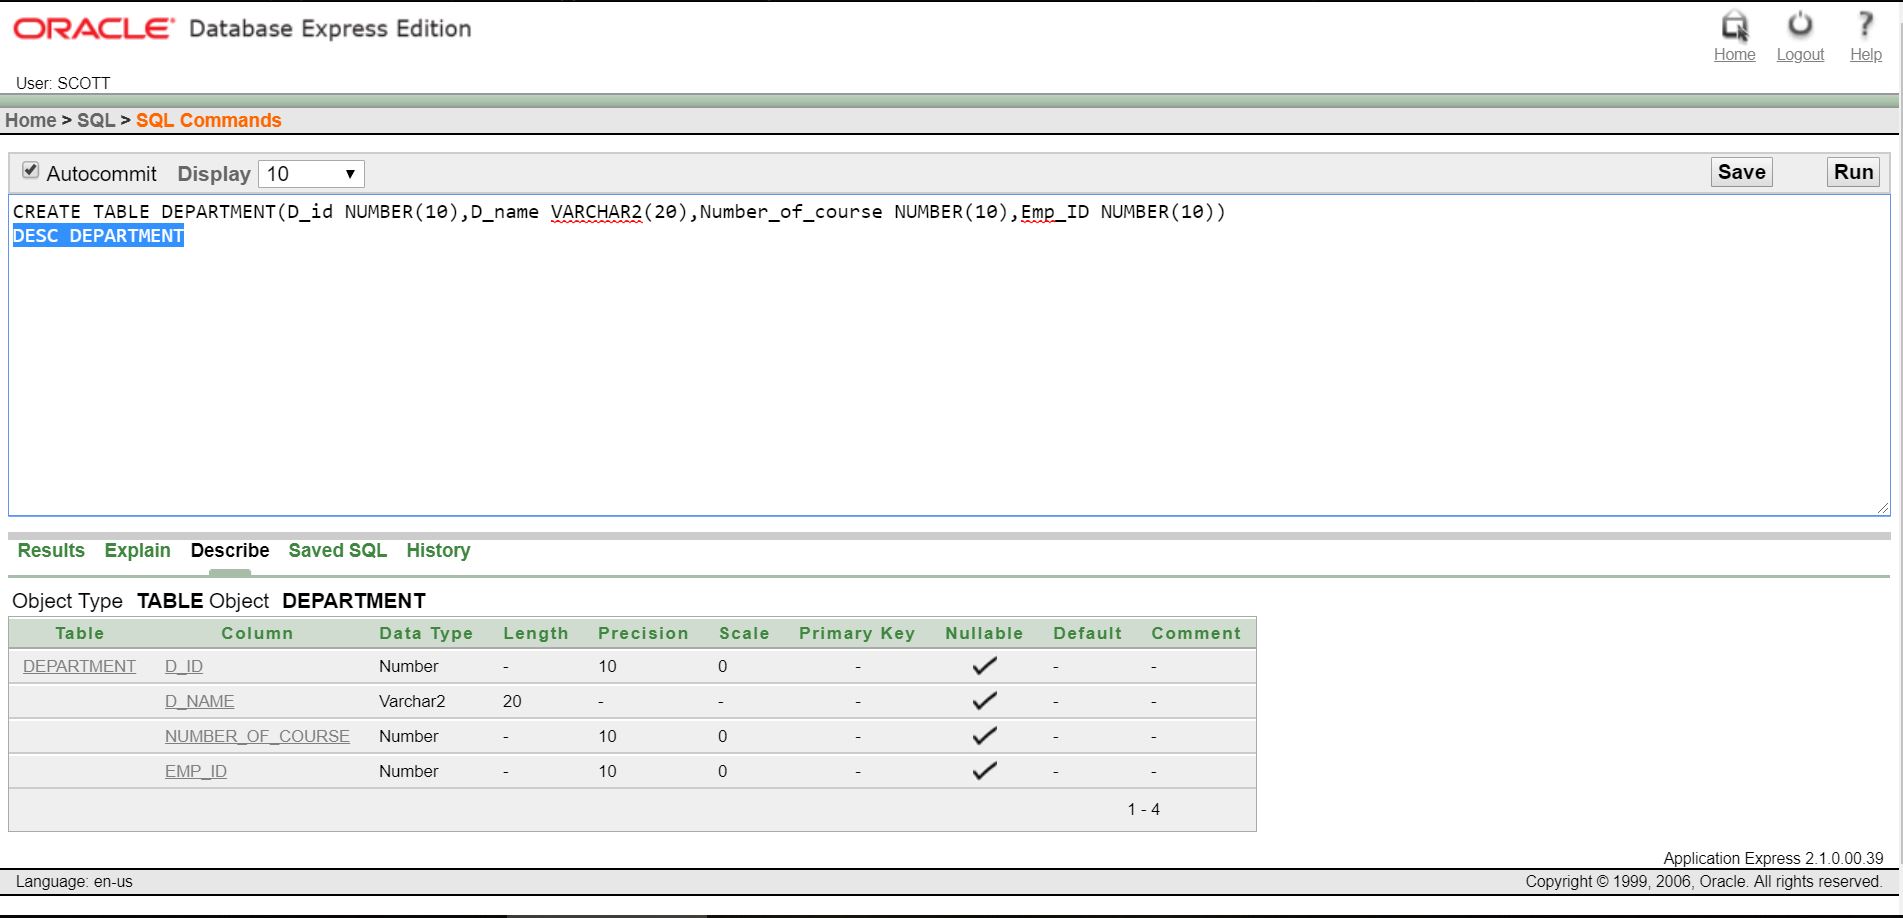 ORACLE® Database Express Edition
Home Logout Help
User: SCOTT
Home > SQL > SQL Commands
Autocommit Display 10 Save Run
CREATE TABLE DEPARTMENT(D_id NUMBER(10),D_name VARCHAR2(20),Number_of_course NUMBER(10),Emp_ID NUMBER(10))
DESC DEPARTMENT
Results Explain Describe Saved SQL History
Object Type TABLE Object DEPARTMENT
Table Column Data Type Length Precision Scale Primary Key Nullable Default Comment
DEPARTMENT D_ID Number - 10 0 - ✓ - -
D_NAME Varchar2 20 - - - ✓ - -
NUMBER_OF_COURSE Number - 10 0 - ✓ - -
EMP_ID Number - 10 0 - ✓ - -
1 - 4
Application Express 2.1.0.00.39
Language: en-us Copyright © 1999, 2006, Oracle. All rights reserved.